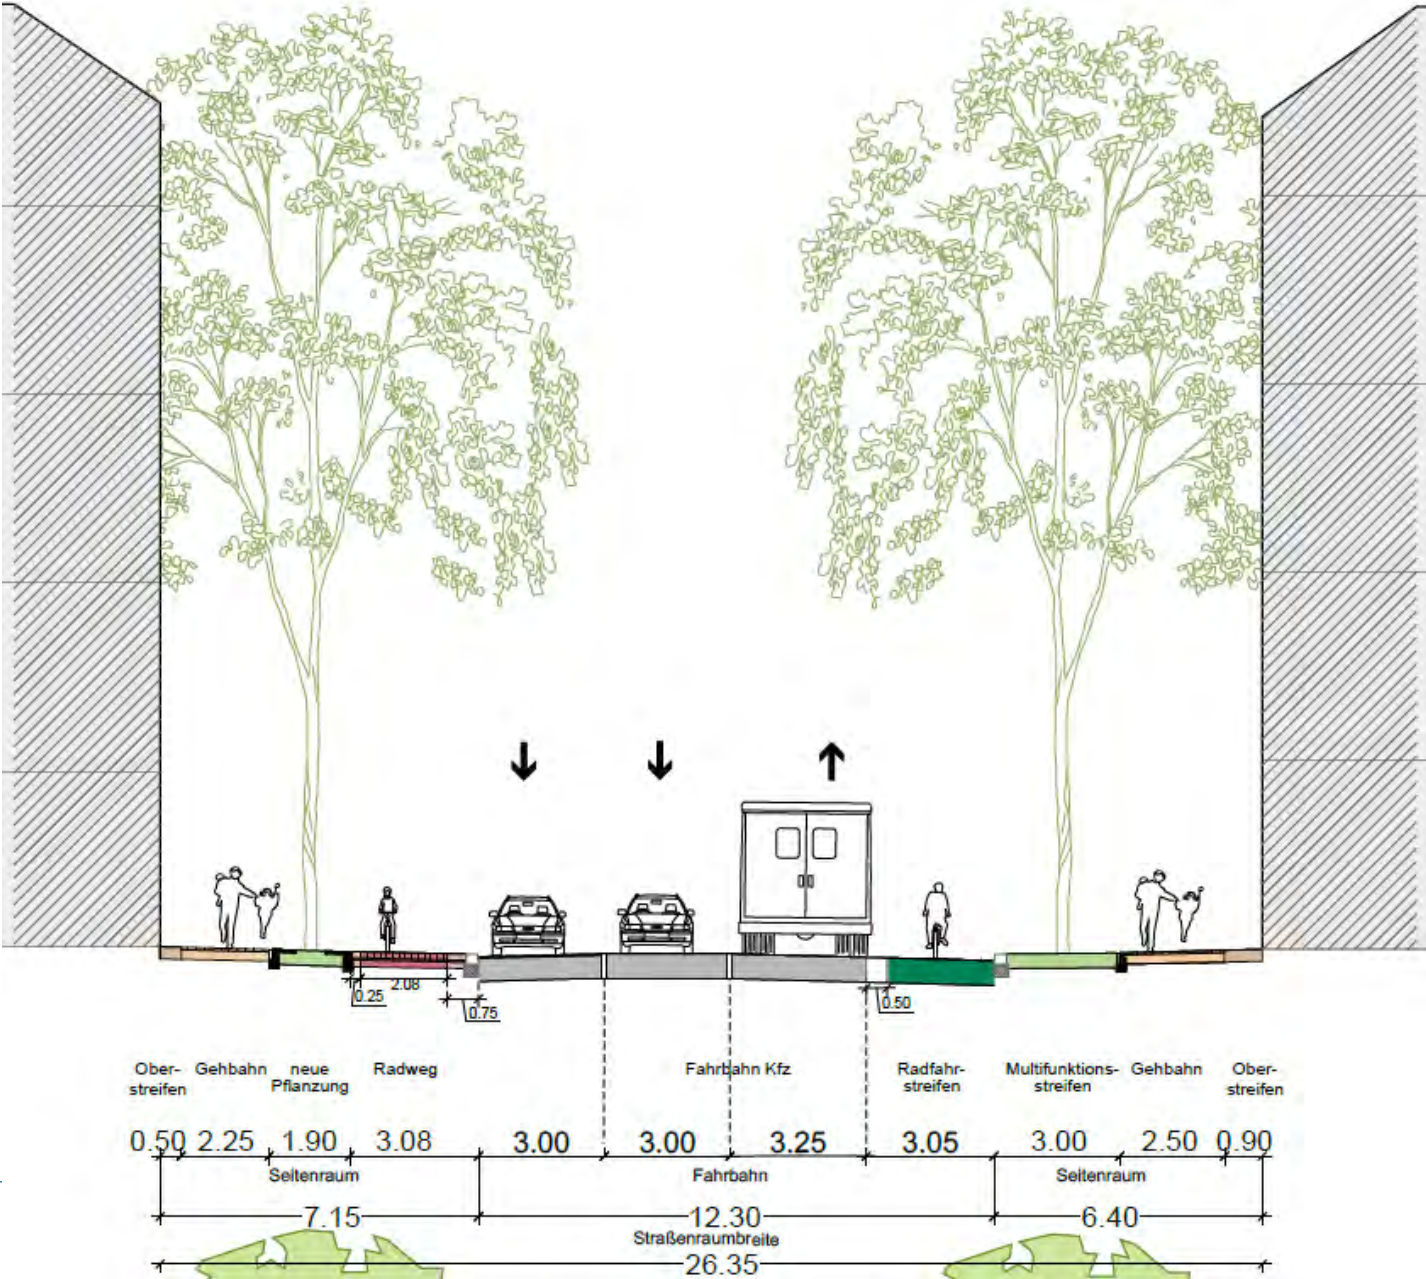 0.25
2.08
0.75
0.50
Ober-
streifen
Gehbahn
neue
Pflanzung
Radweg
Fahrbahn Kfz
Radfahr-
streifen
Multifunktions-
streifen
Gehbahn
Ober-
streifen
0.50 2.25 1.90 3.08 3.00 3.00 3.25 3.05 3.00 2.50 0.90
Seitenraum Fahrbahn Seitenraum
7.15 12.30 6.40
Straßenraumbreite
26.35